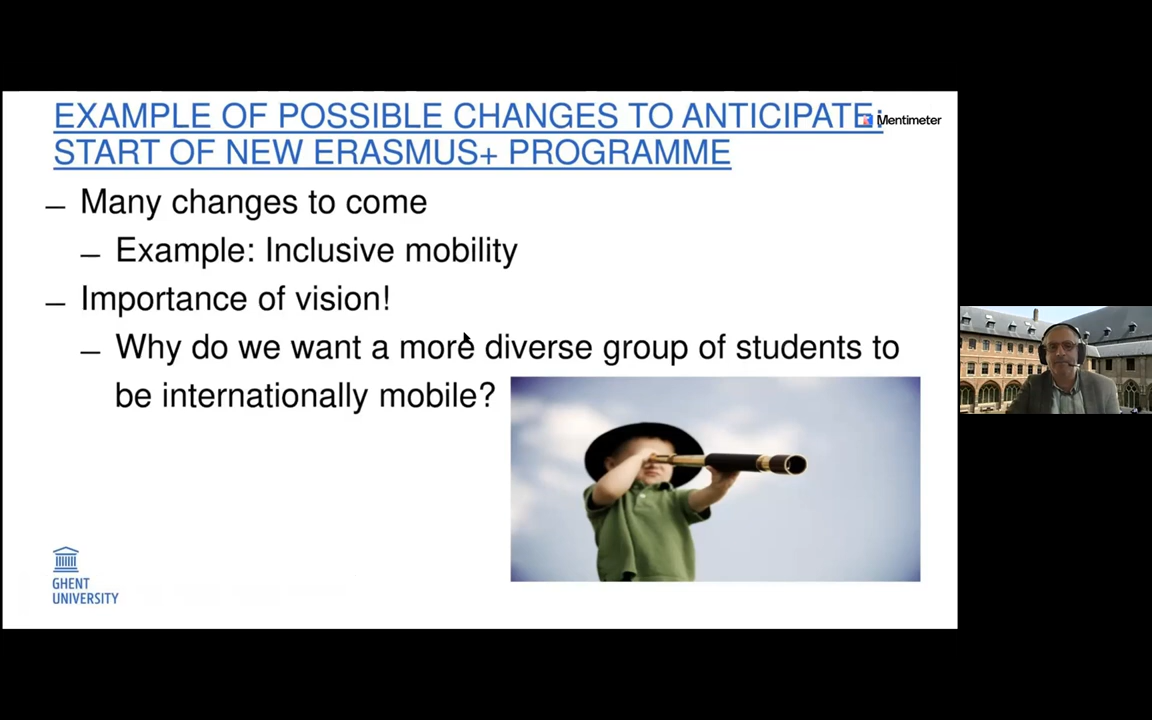 EXAMPLE OF POSSIBLE CHANGES TO ANTICIPATE:
Mentimeter
START OF NEW ERASMUS+ PROGRAMME
– Many changes to come
– Example: Inclusive mobility
– Importance of vision!
– Why do we want a more diverse group of students to
be internationally mobile?
GHENT
UNIVERSITY